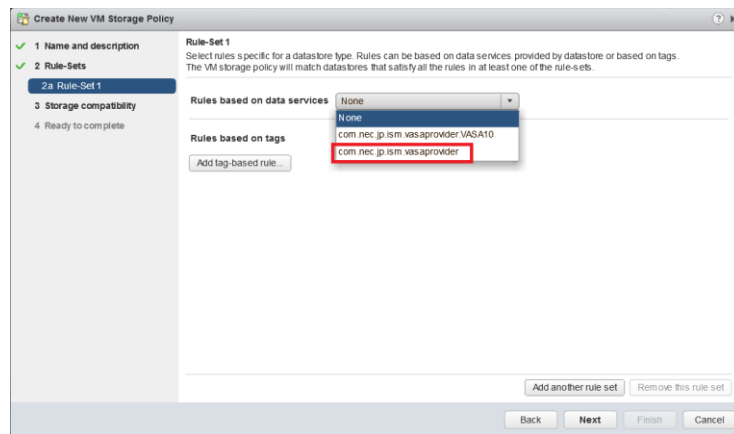 Create New VM Storage Policy
?
1 Name and description
2 Rule-Sets
2a Rule-Set 1
3 Storage compatibility
4 Ready to complete
Rule-Set 1
Select rules specific for a datastore type. Rules can be based on data services provided by datastore or based on tags.
The VM storage policy will match datastores that satisfy all the rules in at least one of the rule-sets.
Rules based on data services
None
None
com.nec.jp.ism.vasaprovider.VASA10
com.nec.jp.ism.vasaprovider
Rules based on tags
Add tag-based rule...
Add another rule set
Remove this rule set
Back
Next
Finish
Cancel